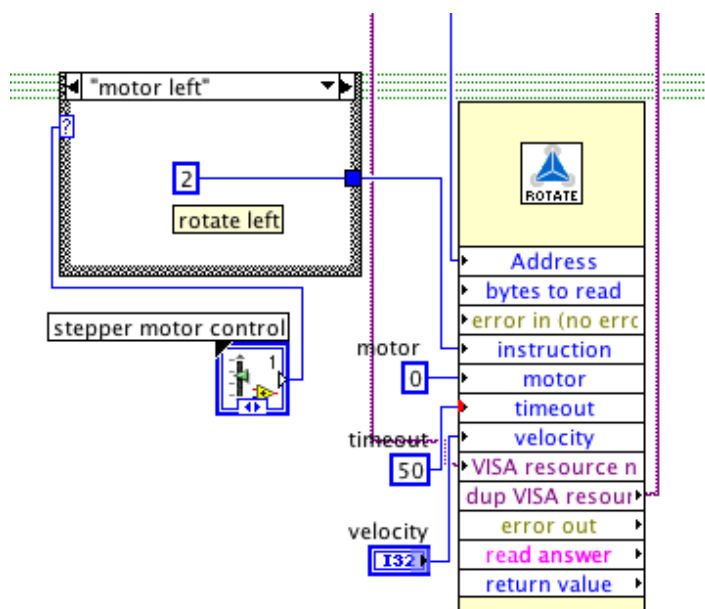 "motor left"
?
2
rotate left
ROTATE
Address
bytes to read
error in (no errc
stepper motor control
1
motor
instruction
0
motor
timeout
timeout
velocity
50
VISA resource n
dup VISA resour
velocity
error out
I32
read answer
return value